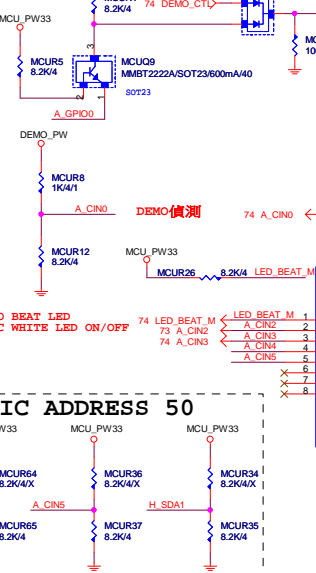 8.2K/4
74 DEMO_CTL
MCU_PW33
MCUR5
8.2K/4
3
MCUQ9
MMBT2222A/SOT23/600mA/40
SOT23
2
1
A_GPIO0
DEMO_PW
MCUR8
1K/4/1
A_CIN0
DEMO偵測
74 A_CIN0
MCUR12
8.2K/4
MCU_PW33
MCUR26
8.2K/4
LED_BEAT_M
BEAT LED
WHITE LED ON/OFF
74 LED_BEAT_M
LED_BEAT_M
1
73 A_CIN2
A_CIN2
2
74 A_CIN3
A_CIN3
3
A_CIN4
4
A_CIN5
5
6
7
8
IC ADDRESS 50
W33
MCU_PW33
MCU_PW33
MCUR64
8.2K/4/X
MCUR36
8.2K/4/X
MCUR34
8.2K/4/X
A_CIN5
H_SDA1
MCUR65
8.2K/4
MCUR37
8.2K/4
MCUR35
8.2K/4